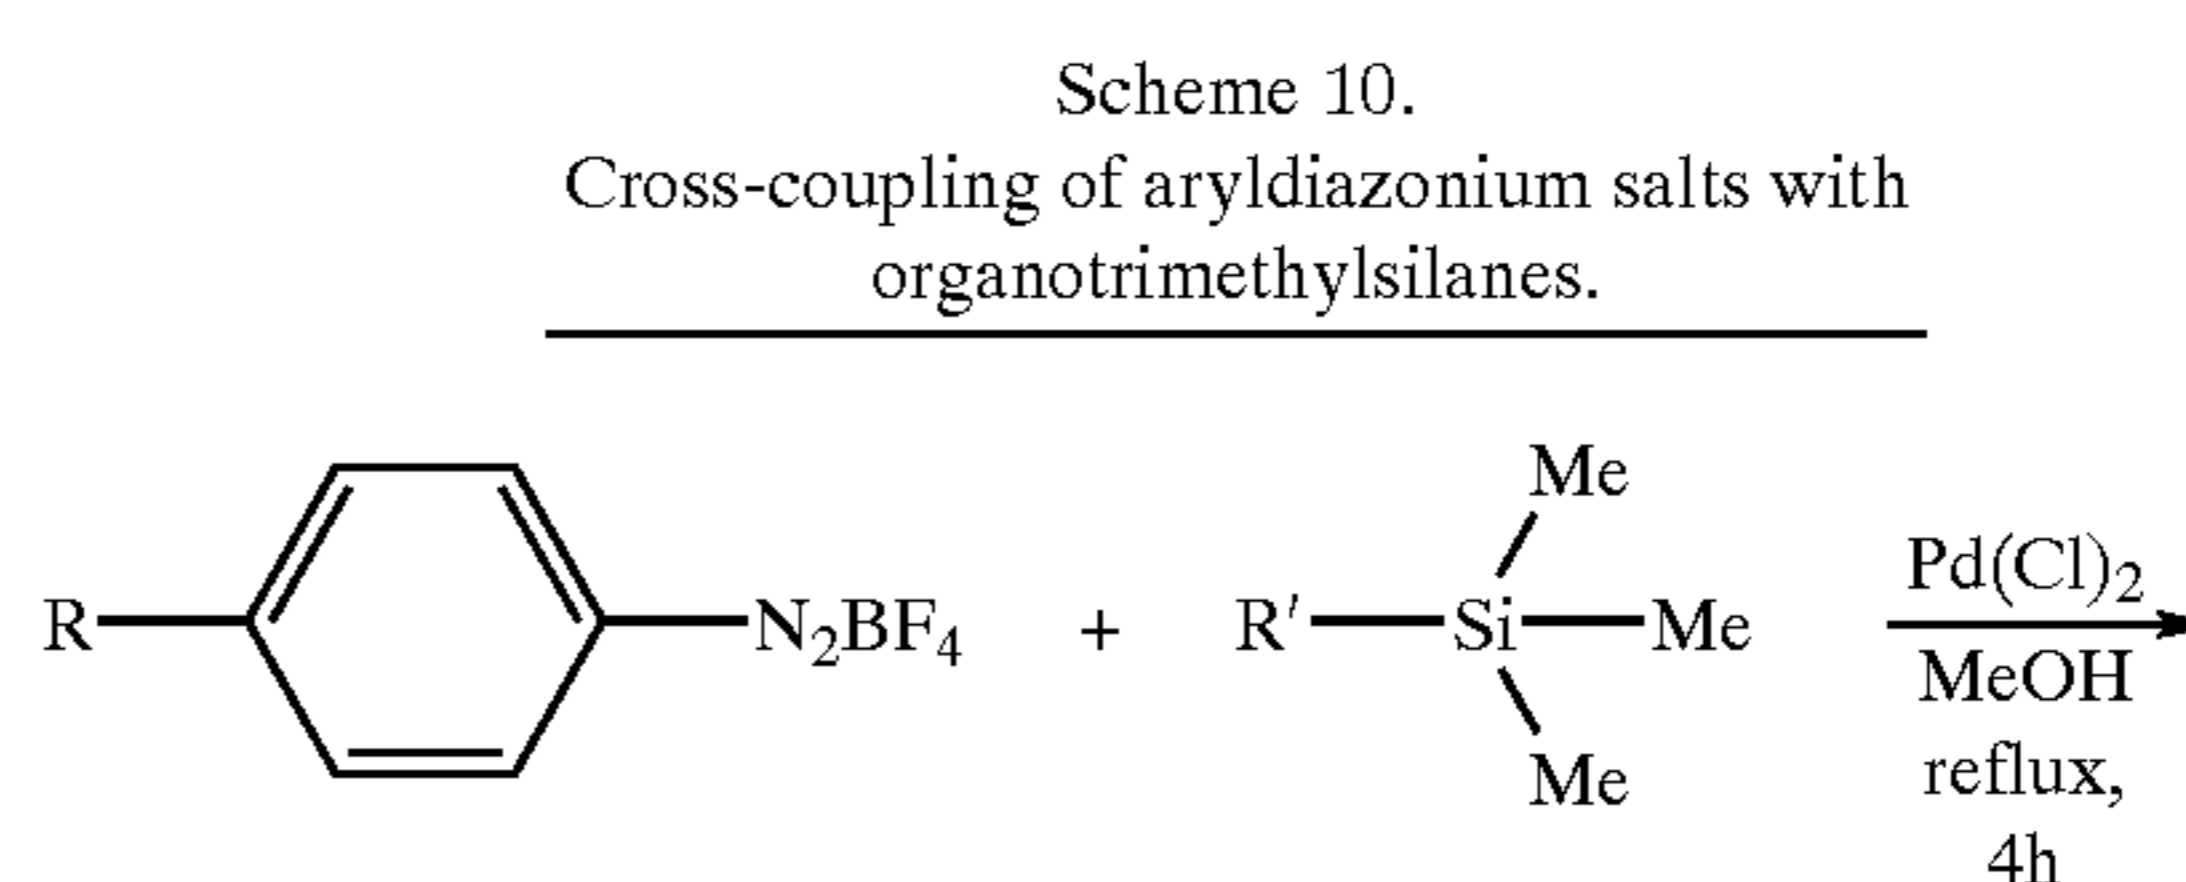 Scheme 10.
Cross-coupling of aryldiazonium salts with
organotrimethylsilanes.
Me
Pd(Cl)₂
R N₂BF₄ + R' Si Me
MeOH
reflux,
Me
4h